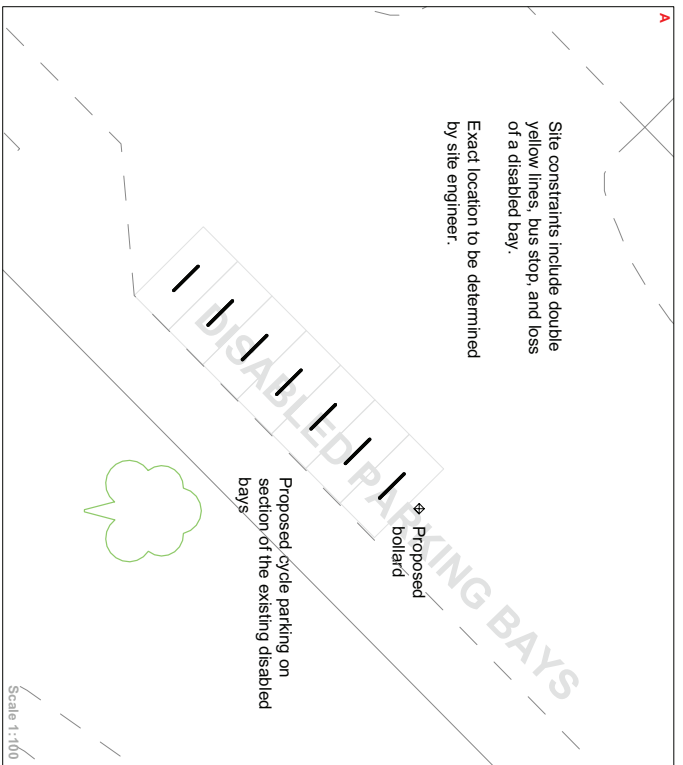 A
Site constraints include double
yellow lines, bus stop, and loss
of a disabled bay.
Exact location to be determined
by site engineer.
DISABLED PARKING BAYS
Proposed
bollard
Proposed cycle parking on
section of the existing disabled
bays
Scale 1:100